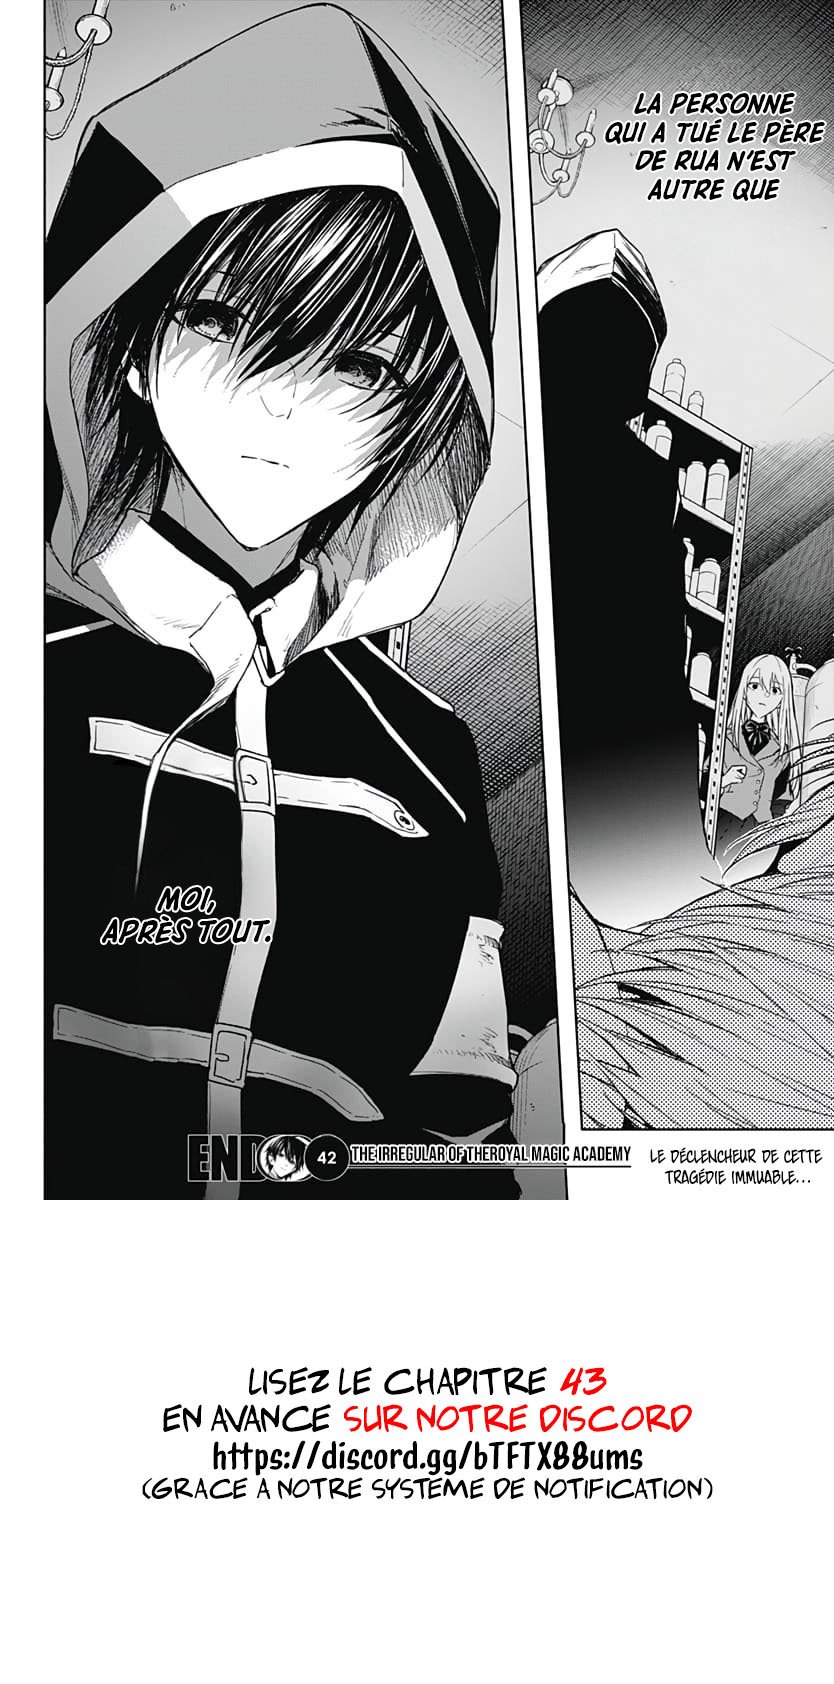 LA PERSONNE
QUI A TUÉ LE PÈRE
DE RUA N'EST
AUTRE QUE
MOI,
APRÈS TOUT.
END 42 THE IRREGULAR OF THEROYAL MAGIC ACADEMY
LE DÉCLENCHEUR DE CETTE
TRAGÉDIE IMMUABLE...
LISEZ LE CHAPITRE 43
EN AVANCE SUR NOTRE DISCORD
https://discord.gg/bTFTX88ums
(GRACE A NOTRE SYSTEME DE NOTIFICATION)